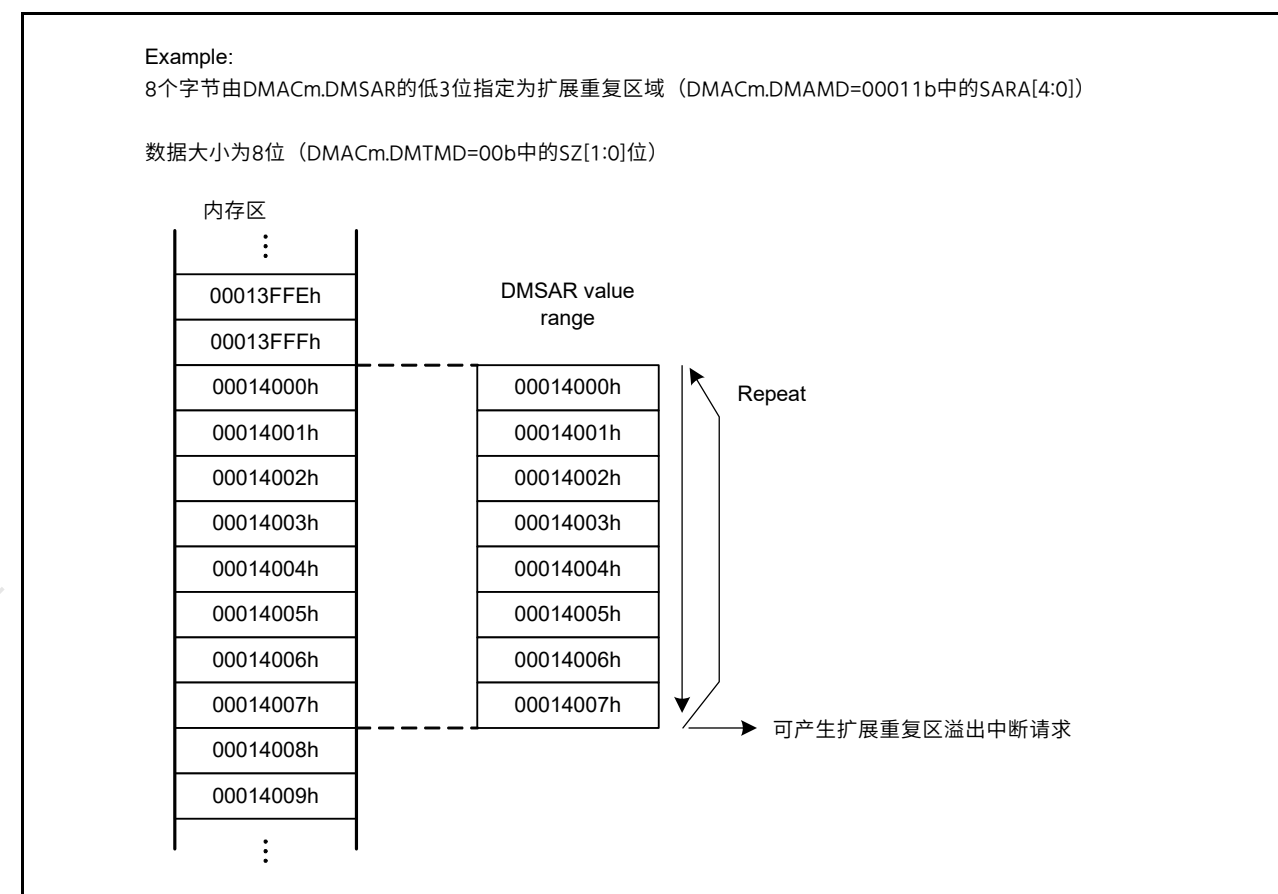 Example:
8个字节由DMACm.DMSAR的低3位指定为扩展重复区域（DMACm.DMAMD=00011b中的SARA[4:0]）
数据大小为8位（DMACm.DMTMD=00b中的SZ[1:0]位）
内存区
⋮
00013FFEh
00013FFFh
00014000h
00014001h
00014002h
00014003h
00014004h
00014005h
00014006h
00014007h
00014008h
00014009h
⋮
DMSAR value
range
00014000h
00014001h
00014002h
00014003h
00014004h
00014005h
00014006h
00014007h
Repeat
可产生扩展重复区溢出中断请求